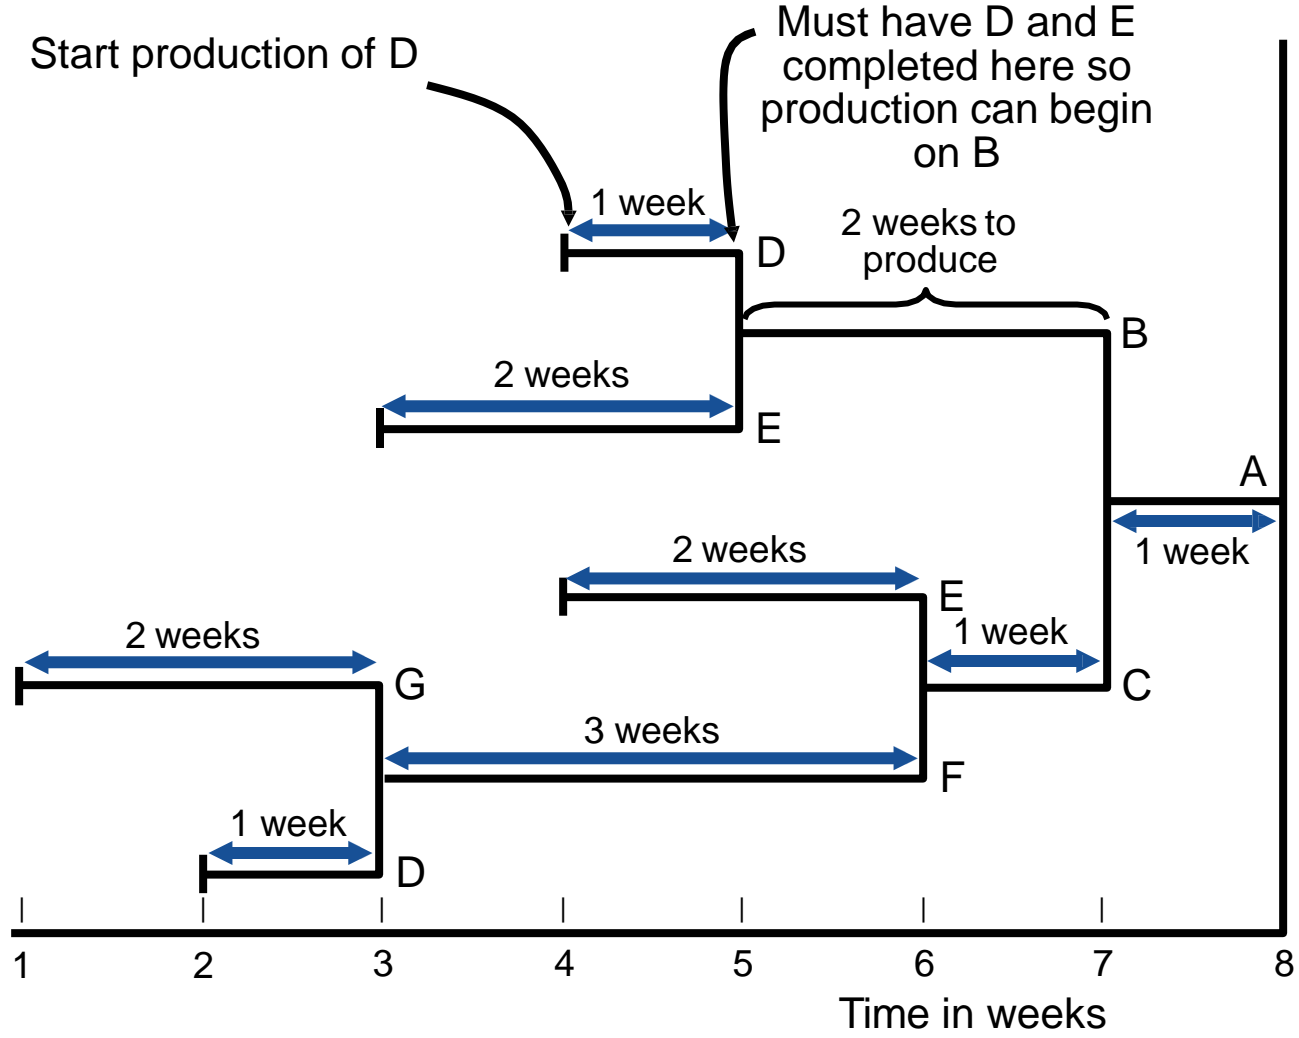 Start production of D
Must have D and E
completed here so
production can begin
on B
1 week
D
2 weeks to
produce
B
2 weeks
E
A
1 week
2 weeks
E
1 week
C
2 weeks
G
3 weeks
F
1 week
D
1 2 3 4 5 6 7 8
Time in weeks